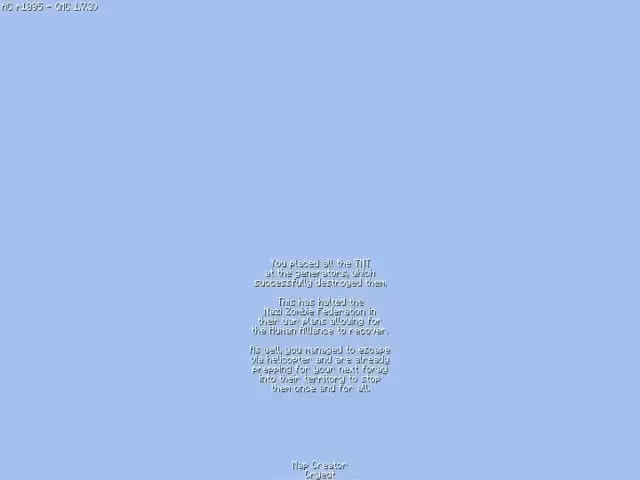 AC r1095 - (MC 1.7.3)
You placed all the TNT
at the generators, which
successfully destroyed them.
This has halted the
Nazi Zombie Federation in
their war plans allowing for
the Human Alliance to recover.
As well, you managed to escape
via helicopter and are already
prepping for your next foray
into their territory to stop
them once and for all.
Map Creator
Cryect